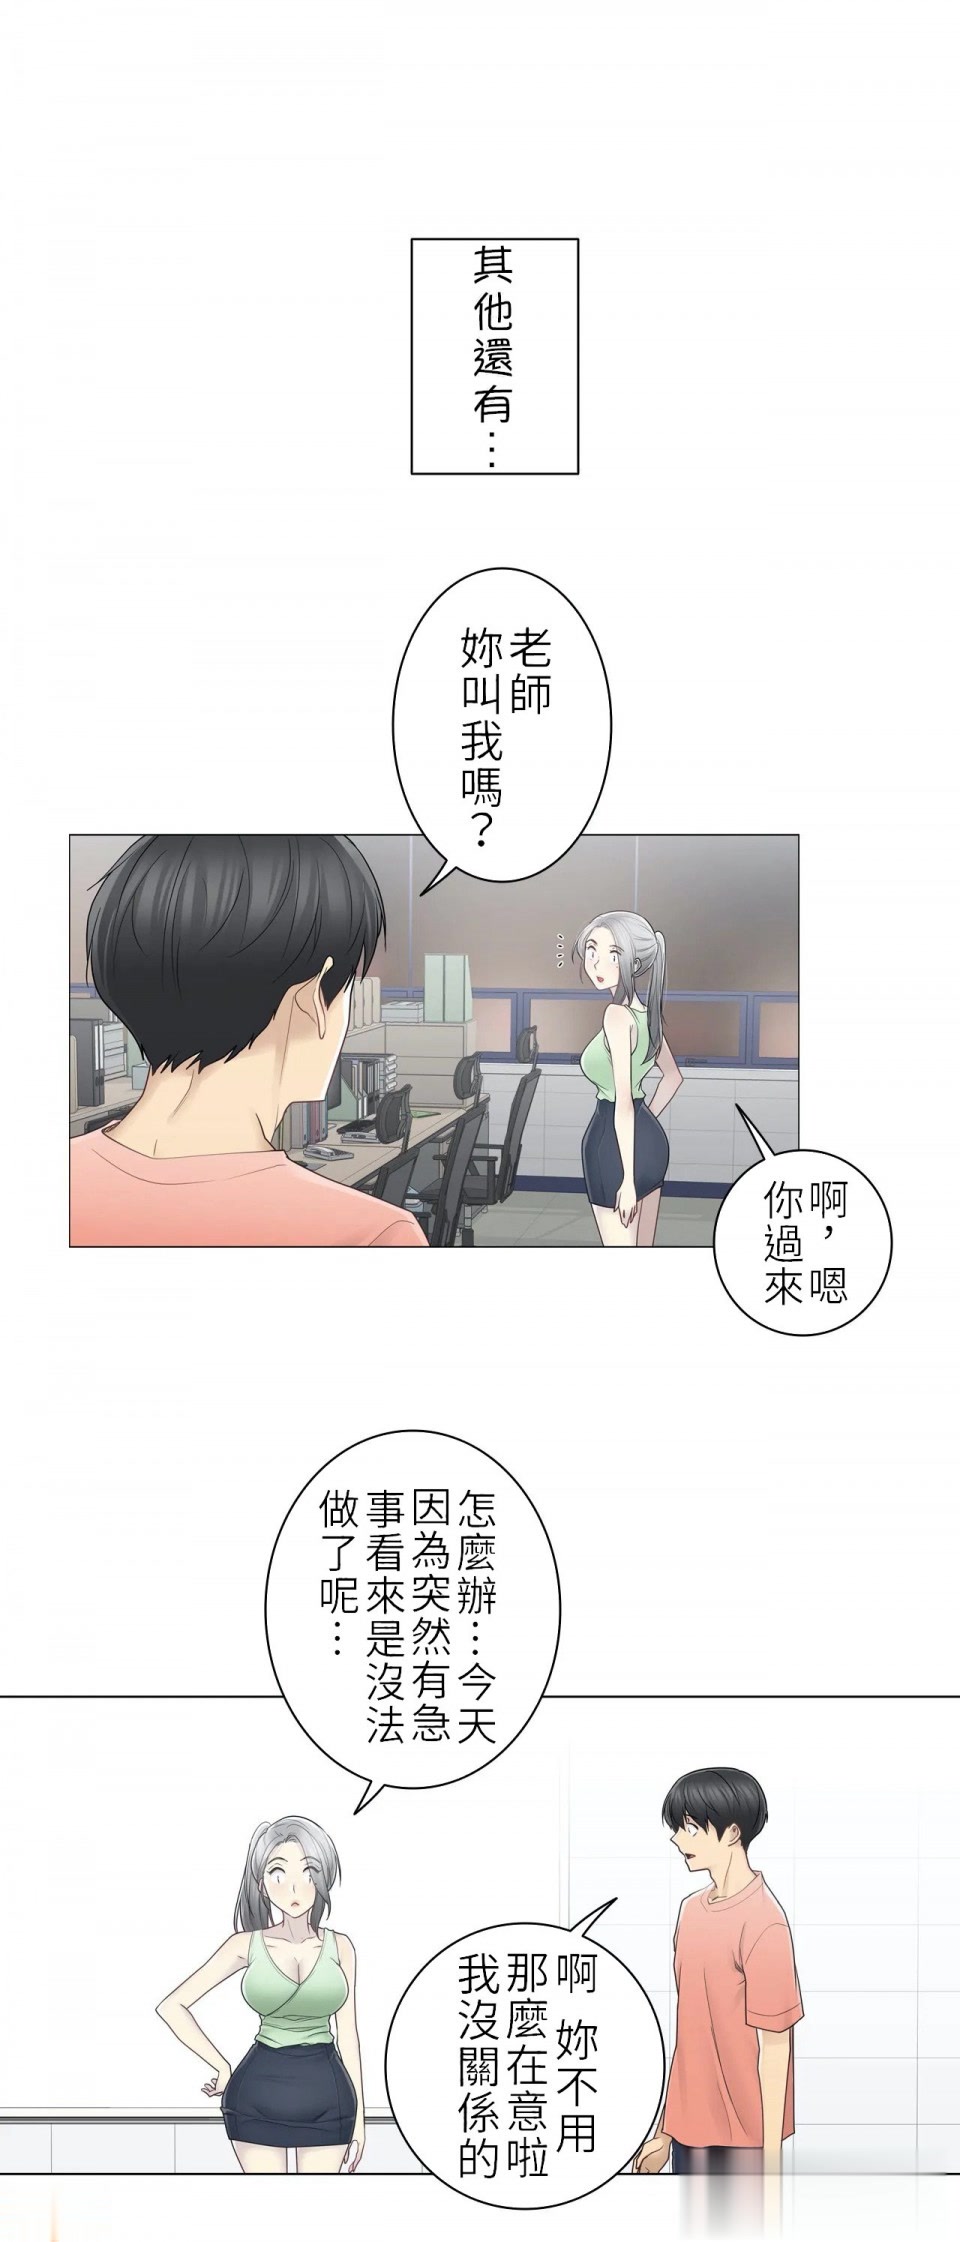 其他還有…
老師
妳叫我嗎?
啊,嗯
你過來
怎麼辦…今天
因為突然有急
事看來是沒法
做了呢…
啊 妳不用
那麼在意啦
我沒關係的